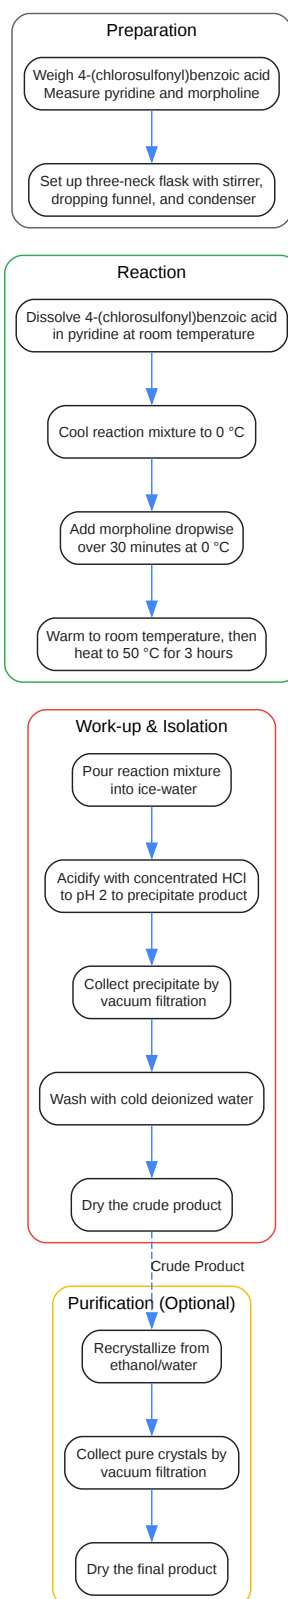 Preparation
Weigh 4-(chlorosulfonyl)benzoic acid
Measure pyridine and morpholine
Set up three-neck flask with stirrer,
dropping funnel, and condenser
Reaction
Dissolve 4-(chlorosulfonyl)benzoic acid
in pyridine at room temperature
Cool reaction mixture to 0 °C
Add morpholine dropwise
over 30 minutes at 0 °C
Warm to room temperature, then
heat to 50 °C for 3 hours
Work-up & Isolation
Pour reaction mixture
into ice-water
Acidify with concentrated HCl
to pH 2 to precipitate product
Collect precipitate by
vacuum filtration
Wash with cold deionized water
Dry the crude product
Crude Product
Purification (Optional)
Recrystallize from
ethanol/water
Collect pure crystals by
vacuum filtration
Dry the final product